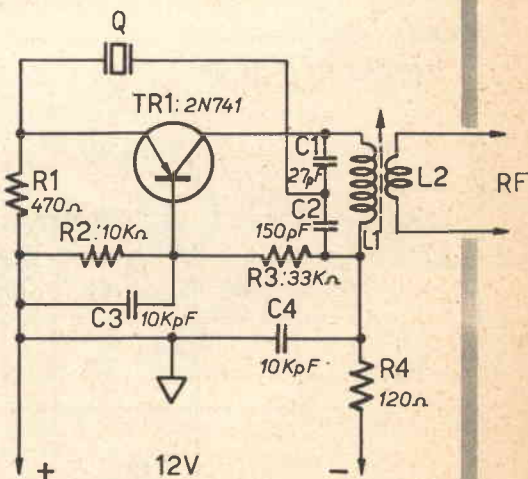 Q
TR1: 2N741
C1
27pF
L2
RF
R1
470Ω
C2
150pF
L1
R2: 10KΩ
R3: 33KΩ
C3
10KpF
C4
10KpF
R4
120Ω
+
12V
-